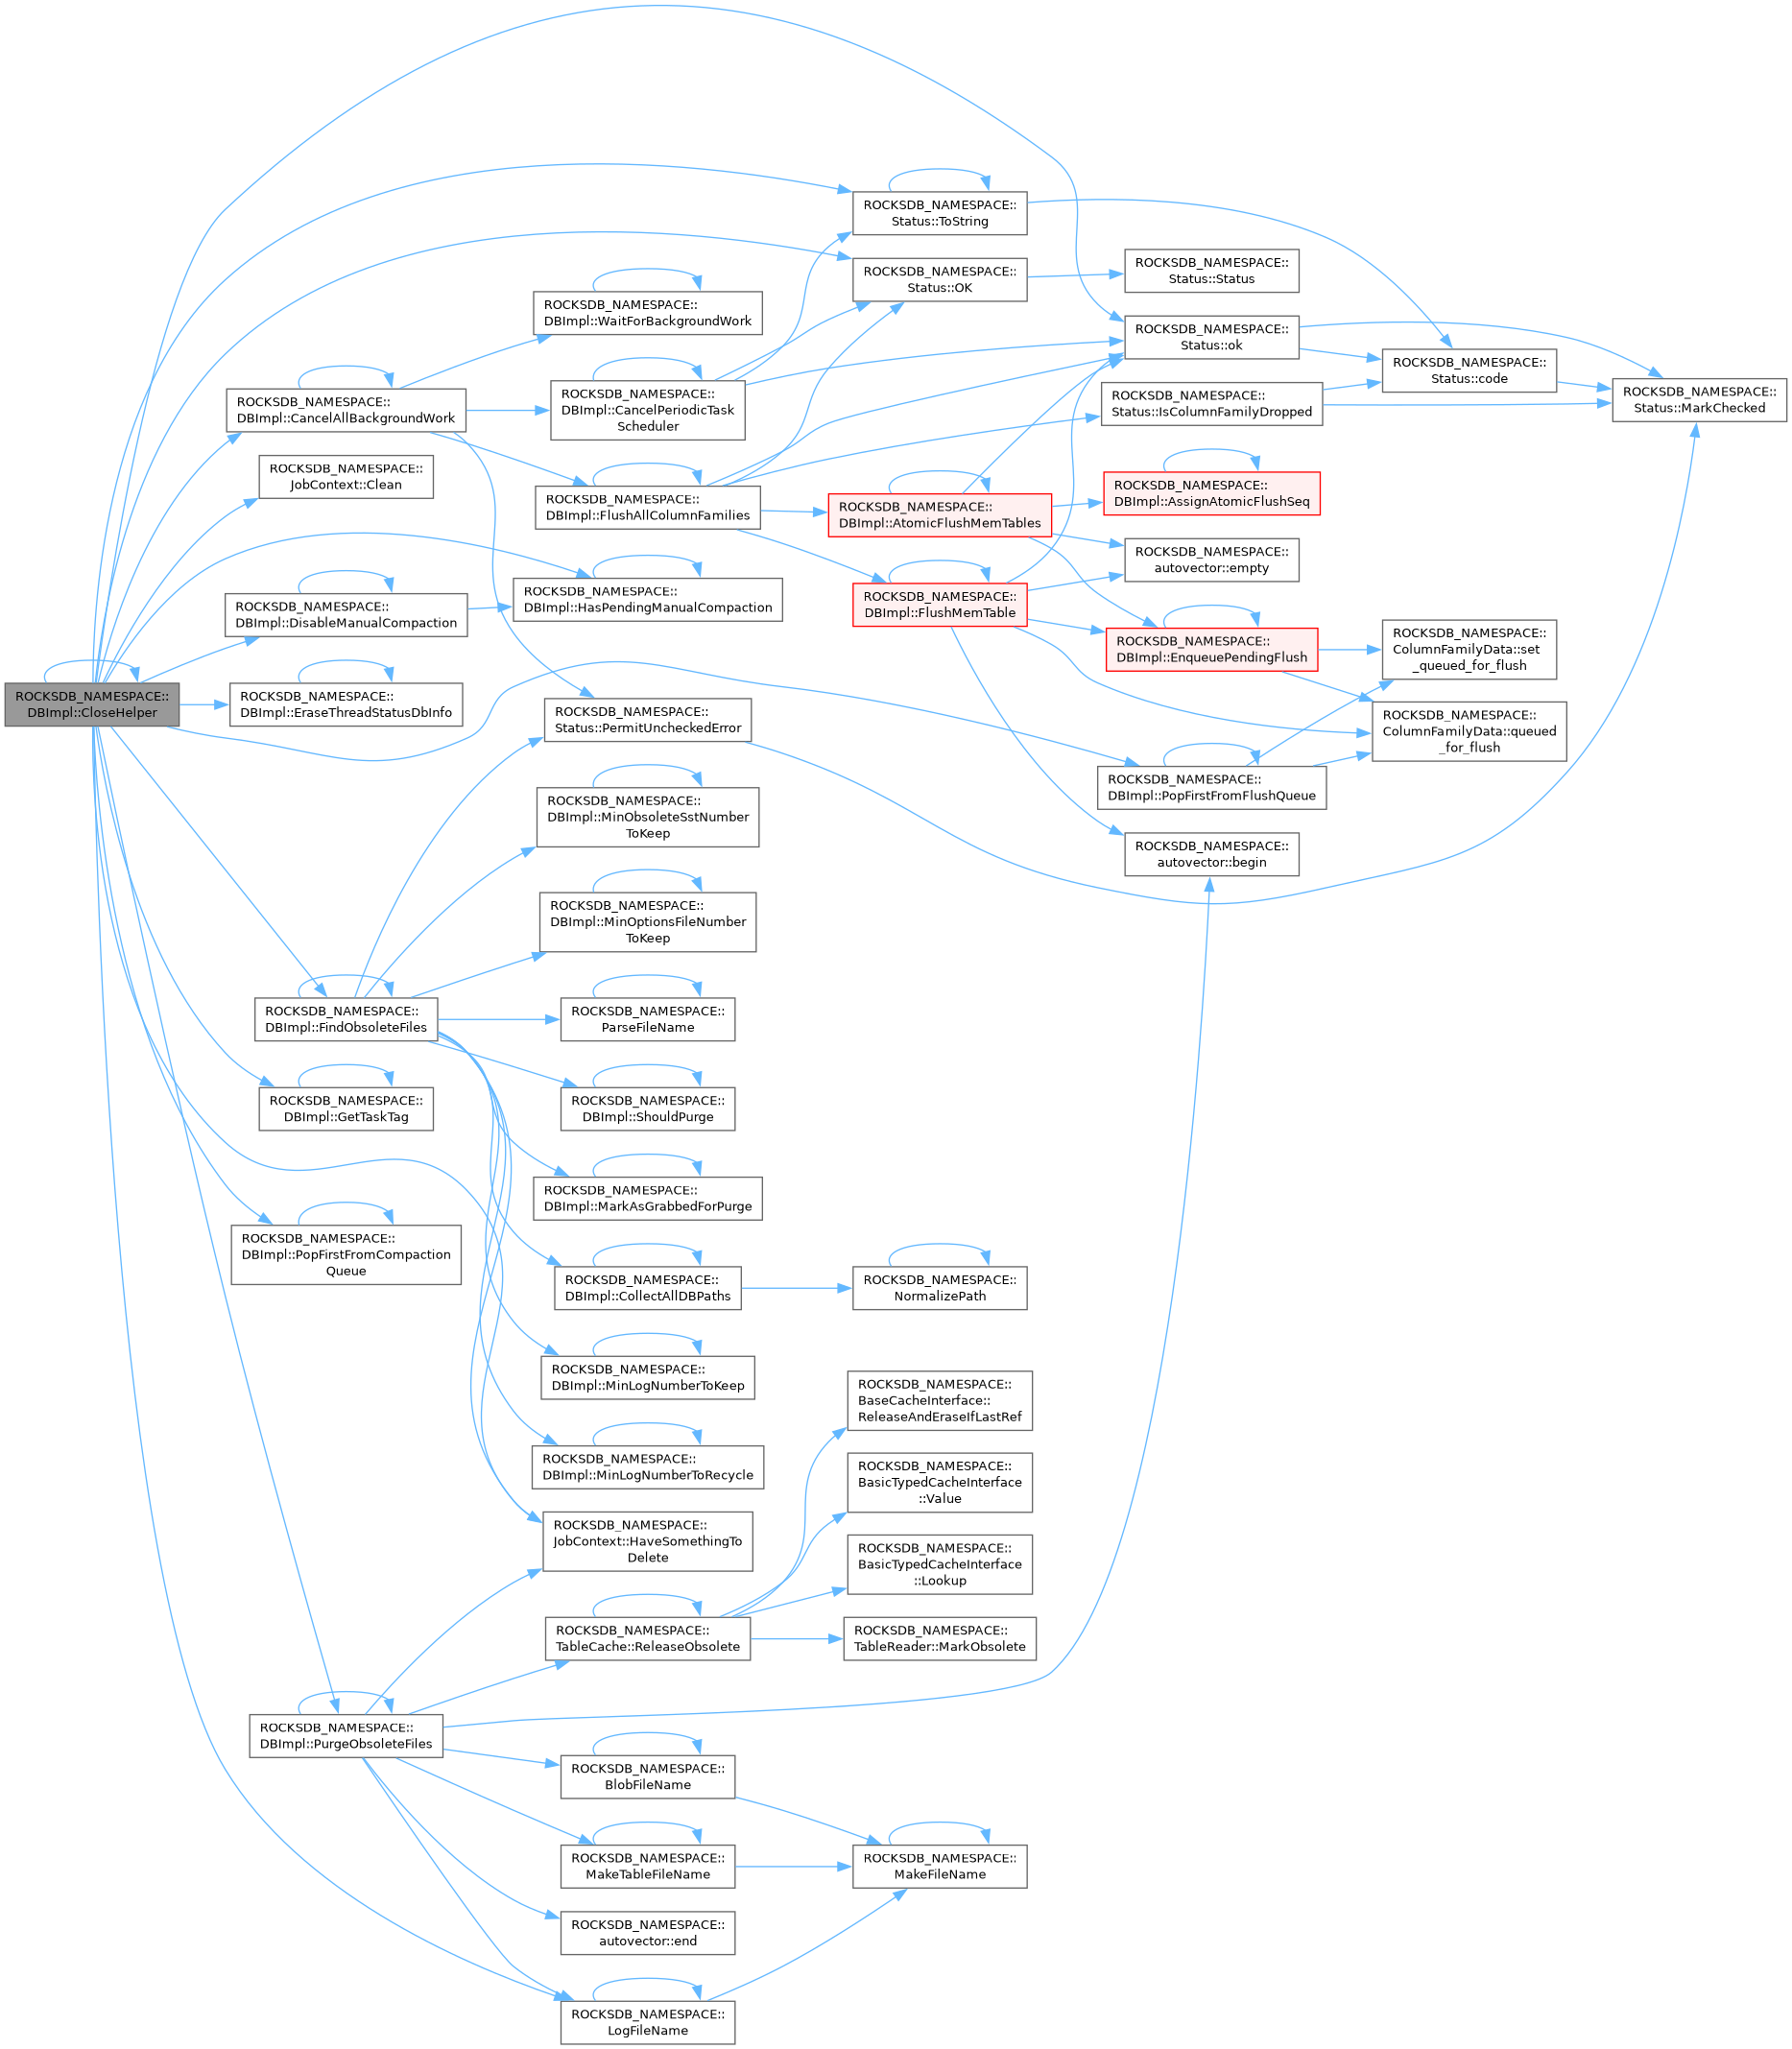 ROCKSDB_NAMESPACE::
DBImpl::CloseHelper
ROCKSDB_NAMESPACE::
DBImpl::CancelAllBackgroundWork
ROCKSDB_NAMESPACE::
JobContext::Clean
ROCKSDB_NAMESPACE::
DBImpl::DisableManualCompaction
ROCKSDB_NAMESPACE::
DBImpl::EraseThreadStatusDbInfo
ROCKSDB_NAMESPACE::
DBImpl::FindObsoleteFiles
ROCKSDB_NAMESPACE::
DBImpl::GetTaskTag
ROCKSDB_NAMESPACE::
DBImpl::PopFirstFromCompaction
Queue
ROCKSDB_NAMESPACE::
DBImpl::PurgeObsoleteFiles
ROCKSDB_NAMESPACE::
DBImpl::WaitForBackgroundWork
ROCKSDB_NAMESPACE::
DBImpl::CancelPeriodicTask
Scheduler
ROCKSDB_NAMESPACE::
DBImpl::FlushAllColumnFamilies
ROCKSDB_NAMESPACE::
DBImpl::HasPendingManualCompaction
ROCKSDB_NAMESPACE::
Status::PermitUncheckedError
ROCKSDB_NAMESPACE::
DBImpl::MinObsoleteSstNumber
ToKeep
ROCKSDB_NAMESPACE::
DBImpl::MinOptionsFileNumber
ToKeep
ROCKSDB_NAMESPACE::
ParseFileName
ROCKSDB_NAMESPACE::
DBImpl::ShouldPurge
ROCKSDB_NAMESPACE::
DBImpl::MarkAsGrabbedForPurge
ROCKSDB_NAMESPACE::
DBImpl::CollectAllDBPaths
ROCKSDB_NAMESPACE::
DBImpl::MinLogNumberToKeep
ROCKSDB_NAMESPACE::
DBImpl::MinLogNumberToRecycle
ROCKSDB_NAMESPACE::
JobContext::HaveSomethingTo
Delete
ROCKSDB_NAMESPACE::
TableCache::ReleaseObsolete
ROCKSDB_NAMESPACE::
BlobFileName
ROCKSDB_NAMESPACE::
MakeTableFileName
ROCKSDB_NAMESPACE::
autovector::end
ROCKSDB_NAMESPACE::
LogFileName
ROCKSDB_NAMESPACE::
Status::ToString
ROCKSDB_NAMESPACE::
Status::OK
ROCKSDB_NAMESPACE::
DBImpl::AtomicFlushMemTables
ROCKSDB_NAMESPACE::
DBImpl::FlushMemTable
ROCKSDB_NAMESPACE::
NormalizePath
ROCKSDB_NAMESPACE::
BaseCacheInterface::
ReleaseAndEraseIfLastRef
ROCKSDB_NAMESPACE::
BasicTypedCacheInterface
::Value
ROCKSDB_NAMESPACE::
BasicTypedCacheInterface
::Lookup
ROCKSDB_NAMESPACE::
TableReader::MarkObsolete
ROCKSDB_NAMESPACE::
MakeFileName
ROCKSDB_NAMESPACE::
Status::Status
ROCKSDB_NAMESPACE::
Status::ok
ROCKSDB_NAMESPACE::
Status::IsColumnFamilyDropped
ROCKSDB_NAMESPACE::
DBImpl::AssignAtomicFlushSeq
ROCKSDB_NAMESPACE::
autovector::empty
ROCKSDB_NAMESPACE::
DBImpl::EnqueuePendingFlush
ROCKSDB_NAMESPACE::
DBImpl::PopFirstFromFlushQueue
ROCKSDB_NAMESPACE::
autovector::begin
ROCKSDB_NAMESPACE::
Status::code
ROCKSDB_NAMESPACE::
ColumnFamilyData::set
_queued_for_flush
ROCKSDB_NAMESPACE::
ColumnFamilyData::queued
_for_flush
ROCKSDB_NAMESPACE::
Status::MarkChecked